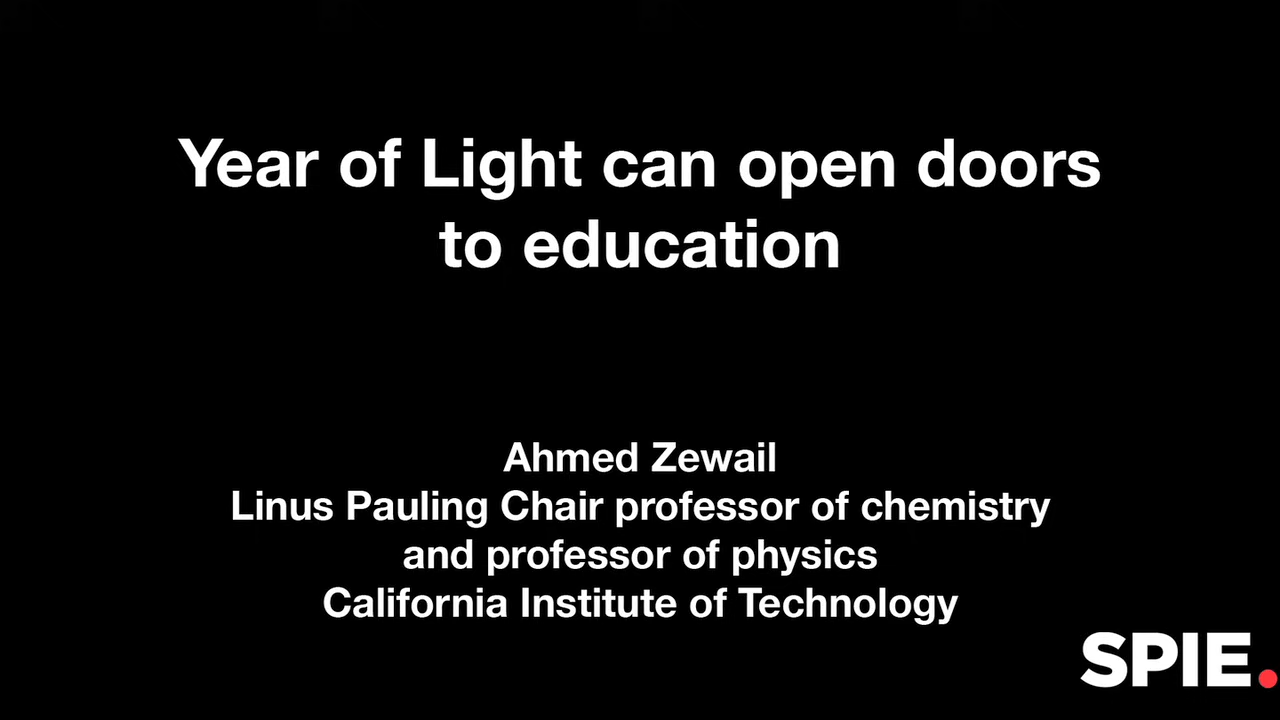 Year of Light can open doors
to education
Ahmed Zewail
Linus Pauling Chair professor of chemistry
and professor of physics
California Institute of Technology
SPIE.